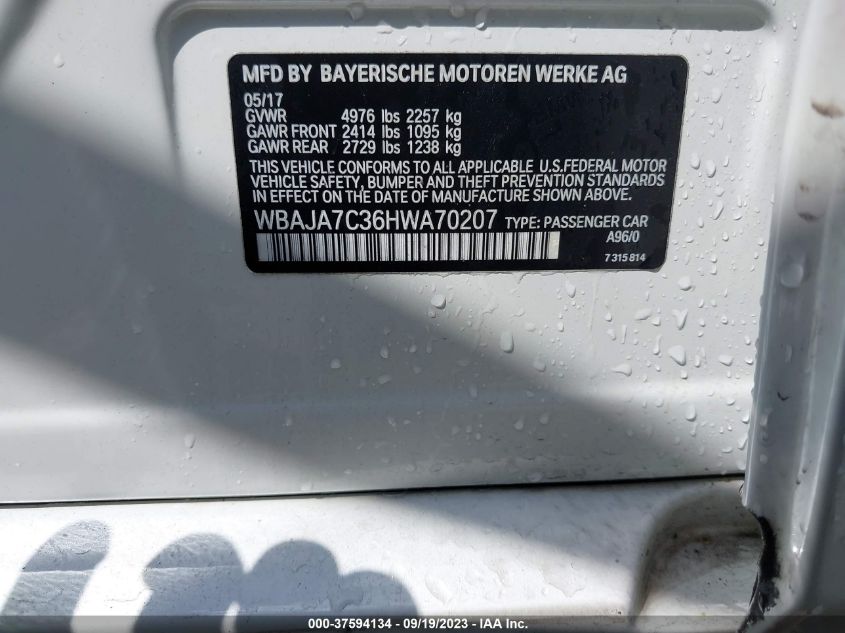 MFD BY BAYERISCHE MOTOREN WERKE AG
05/17
GVWR 4976 lbs 2257 kg
GAWR FRONT 2414 lbs 1095 kg
GAWR REAR 2729 lbs 1238 kg
THIS VEHICLE CONFORMS TO ALL APPLICABLE U.S.FEDERAL MOTOR
VEHICLE SAFETY, BUMPER AND THEFT PREVENTION STANDARDS
IN EFFECT ON THE DATE OF MANUFACTURE SHOWN ABOVE.
WBAJA7C36HWA70207 TYPE: PASSENGER CAR
A96/0
7 315 814
000-37594134 - 09/19/2023 - IAA Inc.